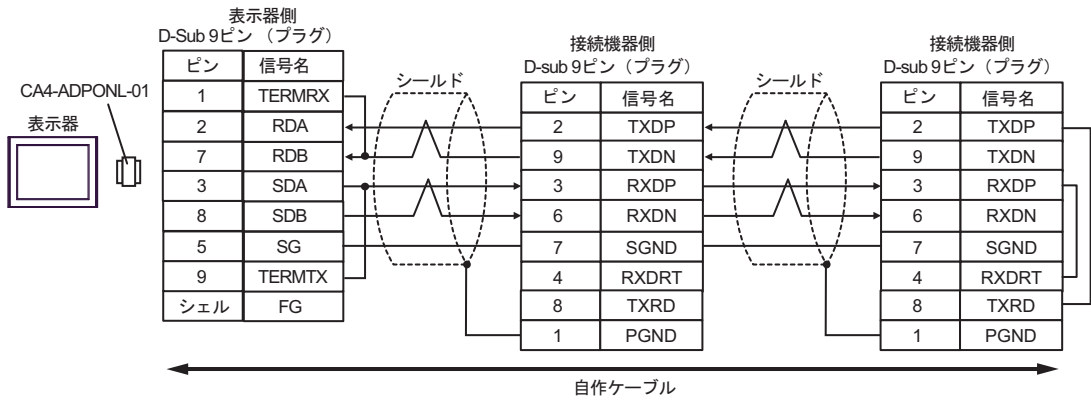 表示器側
D-Sub 9ピン （プラグ）
ピン 信号名
1 TERMRX
2 RDA
7 RDB
3 SDA
8 SDB
5 SG
9 TERMTX
シェル FG
CA4-ADPONL-01
表示器
シールド
接続機器側
D-sub 9ピン（プラグ）
ピン 信号名
2 TXDP
9 TXDN
3 RXDP
6 RXDN
7 SGND
4 RXDRT
8 TXRD
1 PGND
シールド
接続機器側
D-sub 9ピン（プラグ）
ピン 信号名
2 TXDP
9 TXDN
3 RXDP
6 RXDN
7 SGND
4 RXDRT
8 TXRD
1 PGND
自作ケーブル